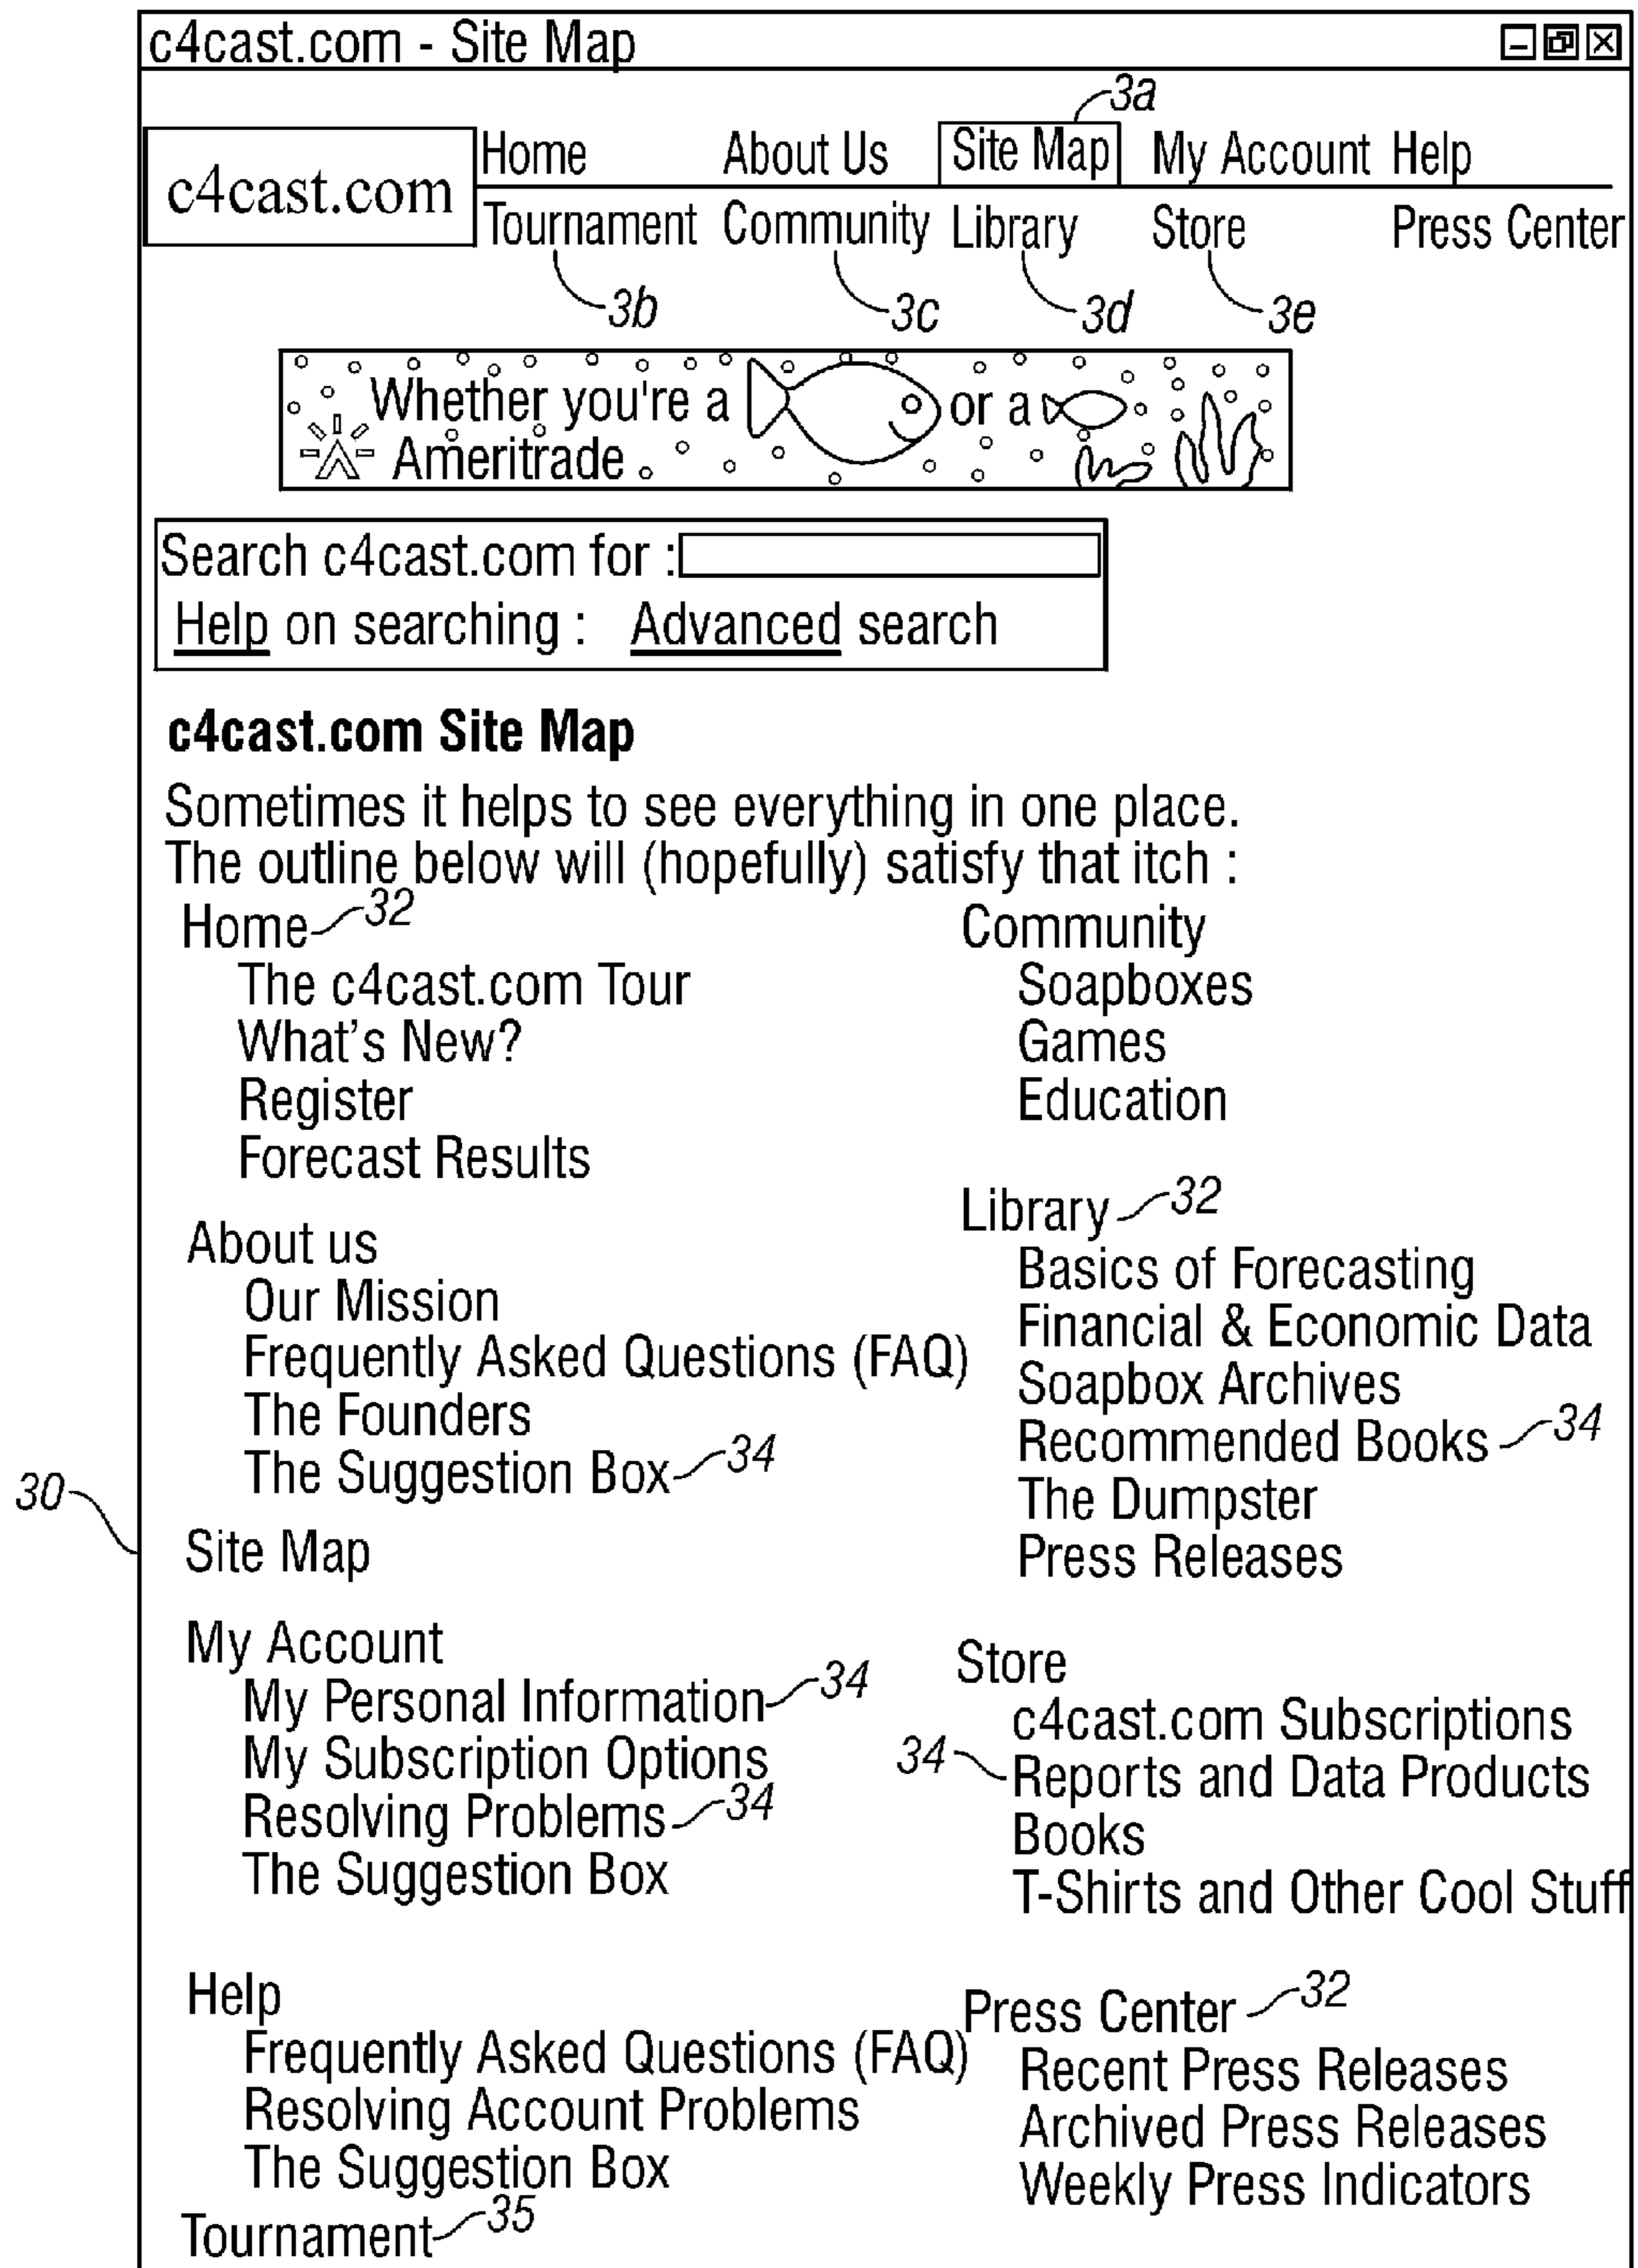 c4cast.com - Site Map
3a
Home About Us Site Map My Account Help
c4cast.com
Tournament Community Library Store Press Center
3b 3c 3d 3e
Whether you're a or a
Ameritrade
Search c4cast.com for :
Help on searching : Advanced search
c4cast.com Site Map
Sometimes it helps to see everything in one place.
The outline below will (hopefully) satisfy that itch :
Home 32
The c4cast.com Tour
What's New?
Register
Forecast Results
About us
Our Mission
Frequently Asked Questions (FAQ)
The Founders
The Suggestion Box 34
30
Site Map
My Account
My Personal Information 34
My Subscription Options
Resolving Problems 34
The Suggestion Box
Help
Frequently Asked Questions (FAQ)
Resolving Account Problems
The Suggestion Box
Tournament 35
Community
Soapboxes
Games
Education
Library 32
Basics of Forecasting
Financial & Economic Data
Soapbox Archives
Recommended Books 34
The Dumpster
Press Releases
Store
c4cast.com Subscriptions
34 Reports and Data Products
Books
T-Shirts and Other Cool Stuff
Press Center 32
Recent Press Releases
Archived Press Releases
Weekly Press Indicators